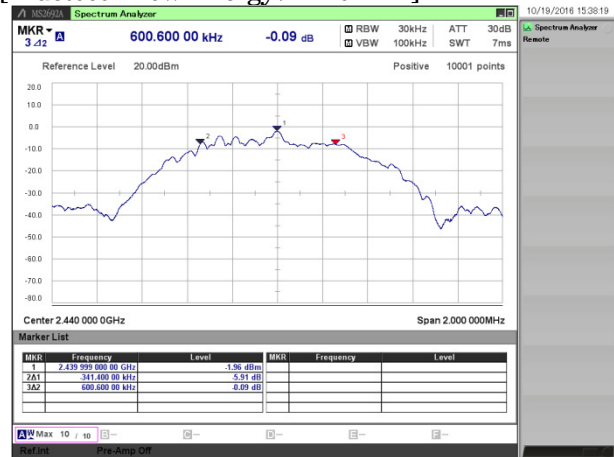 MS2692A Spectrum Analyzer
10/19/2016 15:38:19
MKR
3 Δ2
A
600.600 00 kHz
-0.09 dB
RBW 30kHz
VBW 100kHz
ATT 30dB
SWT 7ms
Spectrum Analyzer
Remote
Reference Level 20.00dBm
Positive 10001 points
20.0
10.0
0.0
-10.0
-20.0
-30.0
-40.0
-50.0
-60.0
-70.0
-80.0
2
1
3
Center 2.440 000 0GHz
Span 2.000 000MHz
Marker List
MKR Frequency Level MKR Frequency Level
1 2.439 999 000 00 GHz -1.96 dBm
2Δ1 -341.400 00 kHz -5.91 dB
3Δ2 600.600 00 kHz -0.09 dB
A W Max 10 / 10 B-- C-- D-- E-- F--
Ref.Int Pre-Amp Off